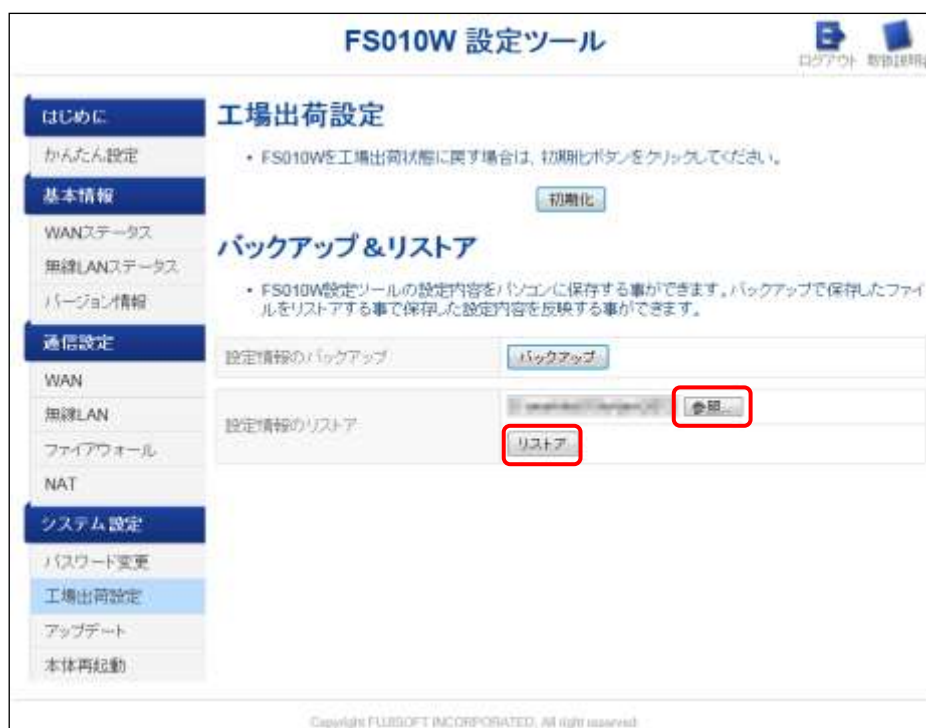 FS010W 設定ツール
ログアウト
はじめに
かんたん設定
基本情報
WANステータス
無線LANステータス
バージョン情報
通信設定
WAN
無線LAN
ファイアウォール
NAT
システム設定
パスワード変更
工場出荷設定
アップデート
本体再起動
工場出荷設定
・ FS010Wを工場出荷状態に戻す場合は、初期化ボタンをクリックしてください。
初期化
バックアップ＆リストア
・ FS010W設定ツールの設定内容をパソコンに保存する事ができます。バックアップで保存したファイ
ルをリストアする事で保存した設定内容を反映する事ができます。
設定情報のバックアップ
バックアップ
設定情報のリストア
参照...
リストア
Copyright FUJISOFT INCORPORATED. All right reserved.